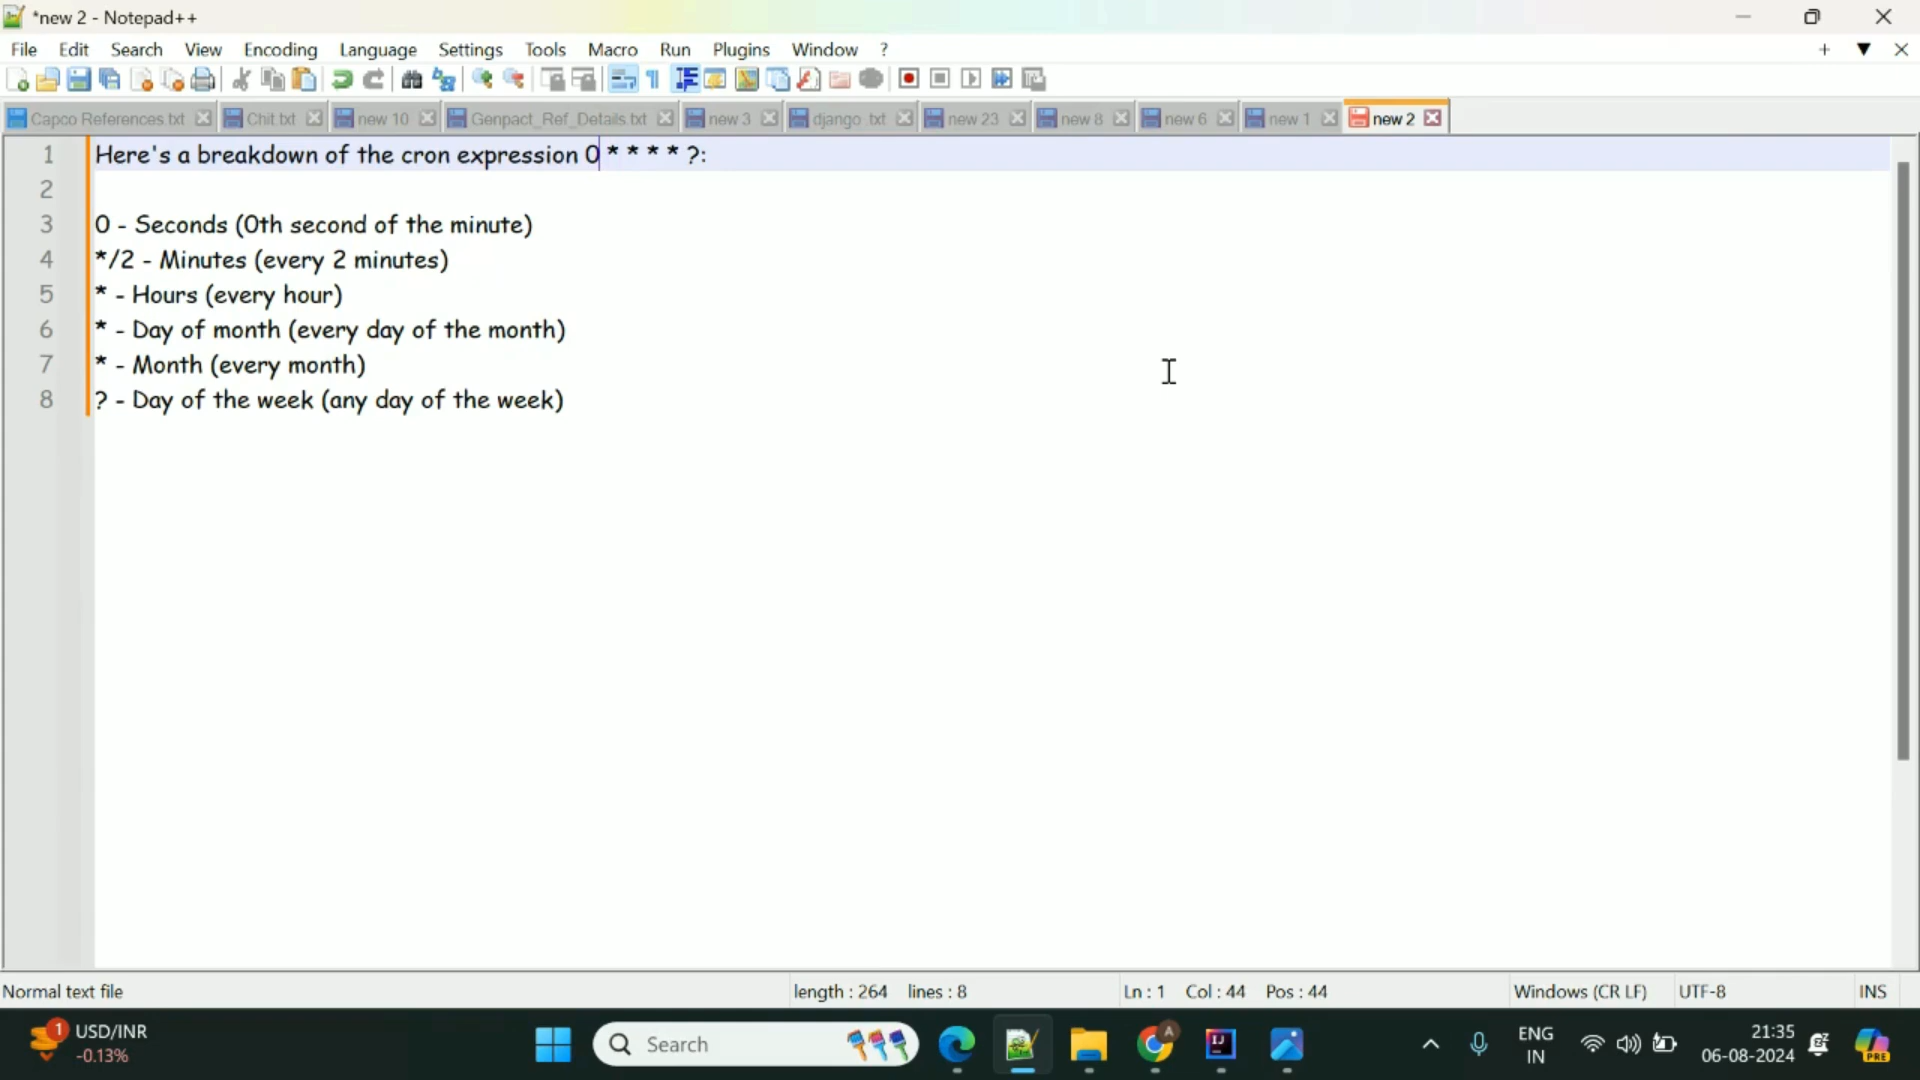 *new 2 - Notepad++
File Edit Search View Encoding Language Settings Tools Macro Run Plugins Window ?
Capco References.txt Chit.txt new 10 Genpact_Ref_Details.txt new 3 django .txt new 23 new 8 new 6 new 1 new 2
1 Here's a breakdown of the cron expression 0 * * * * ?:
2
3 0 - Seconds (0th second of the minute)
4 */2 - Minutes (every 2 minutes)
5 * - Hours (every hour)
6 * - Day of month (every day of the month)
7 * - Month (every month)
8 ? - Day of the week (any day of the week)
Normal text file length : 264 lines : 8 Ln : 1 Col : 44 Pos : 44 Windows (CR LF) UTF-8 INS
1 USD/INR
-0.13%
Search
ENG
IN
21:35
06-08-2024
PRE